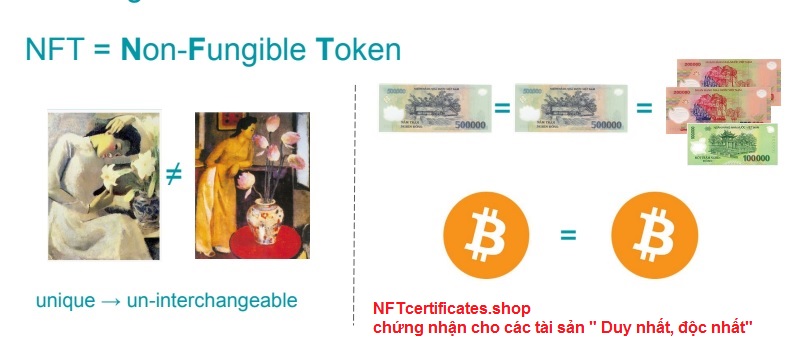 NFT = Non-Fungible Token
≠
unique → un-interchangeable
500000
=
500000
=
100000
=
NFTcertificates.shop
chứng nhận cho các tài sản " Duy nhất, độc nhất"